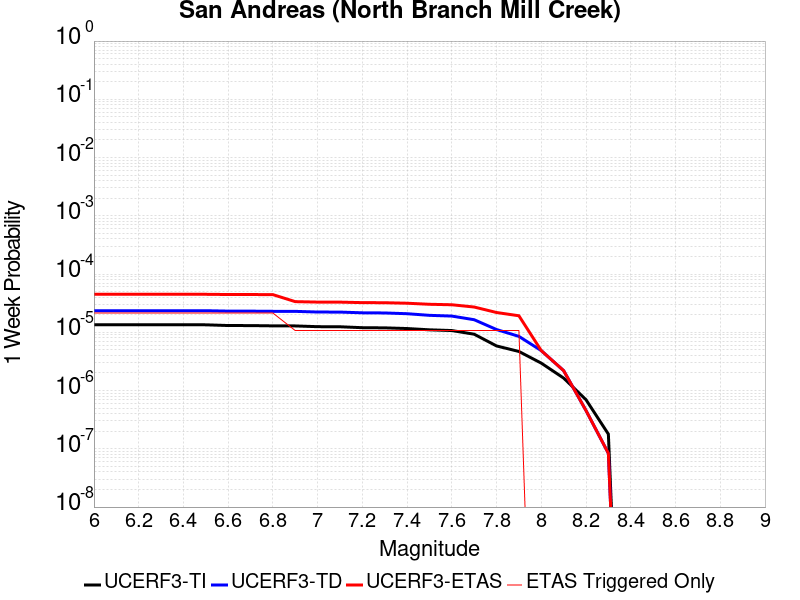 San Andreas (North Branch Mill Creek)
10 0
10 -1
10 -2
10 -3
10 -4
10 -5
10 -6
10 -7
10 -8
1 Week Probability
6 6.2 6.4 6.6 6.8 7 7.2 7.4 7.6 7.8 8 8.2 8.4 8.6 8.8 9
Magnitude
UCERF3-TI UCERF3-TD UCERF3-ETAS ETAS Triggered Only